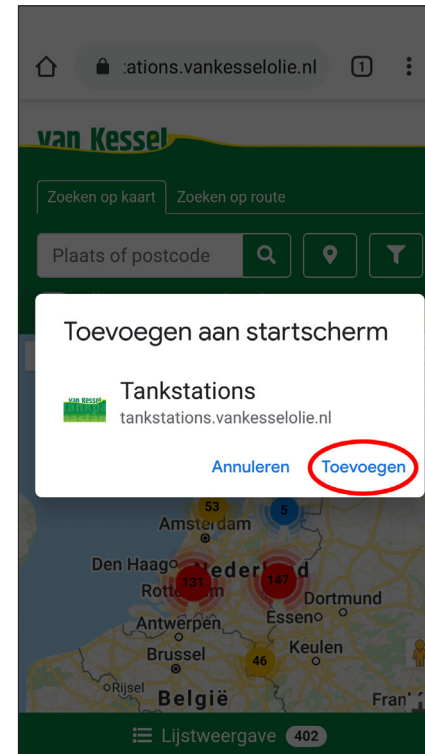 :ations.vankesselolie.nl 1
van Kessel
Zoeken op kaart Zoeken op route
Plaats of postcode
Toevoegen aan startscherm
van Kessel
Tankstations
tankstations.vankesselolie.nl
Annuleren Toevoegen
53
5
Amsterdam
Den Haag
Nederland
131
147
Dortmund
Essen
Antwerpen
Brussel
46
Keulen
Rijsel
België
Lijstweergave 402